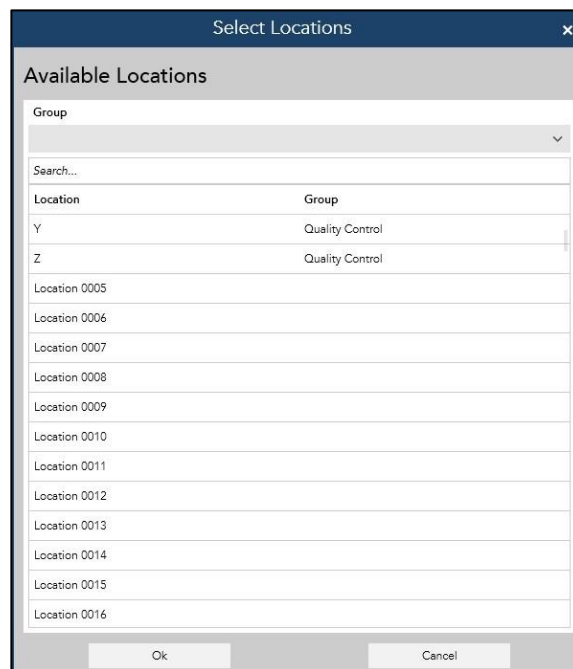 Select Locations ×
Available Locations
Group
Search...
Location Group
Y Quality Control
Z Quality Control
Location 0005
Location 0006
Location 0007
Location 0008
Location 0009
Location 0010
Location 0011
Location 0012
Location 0013
Location 0014
Location 0015
Location 0016
Ok Cancel